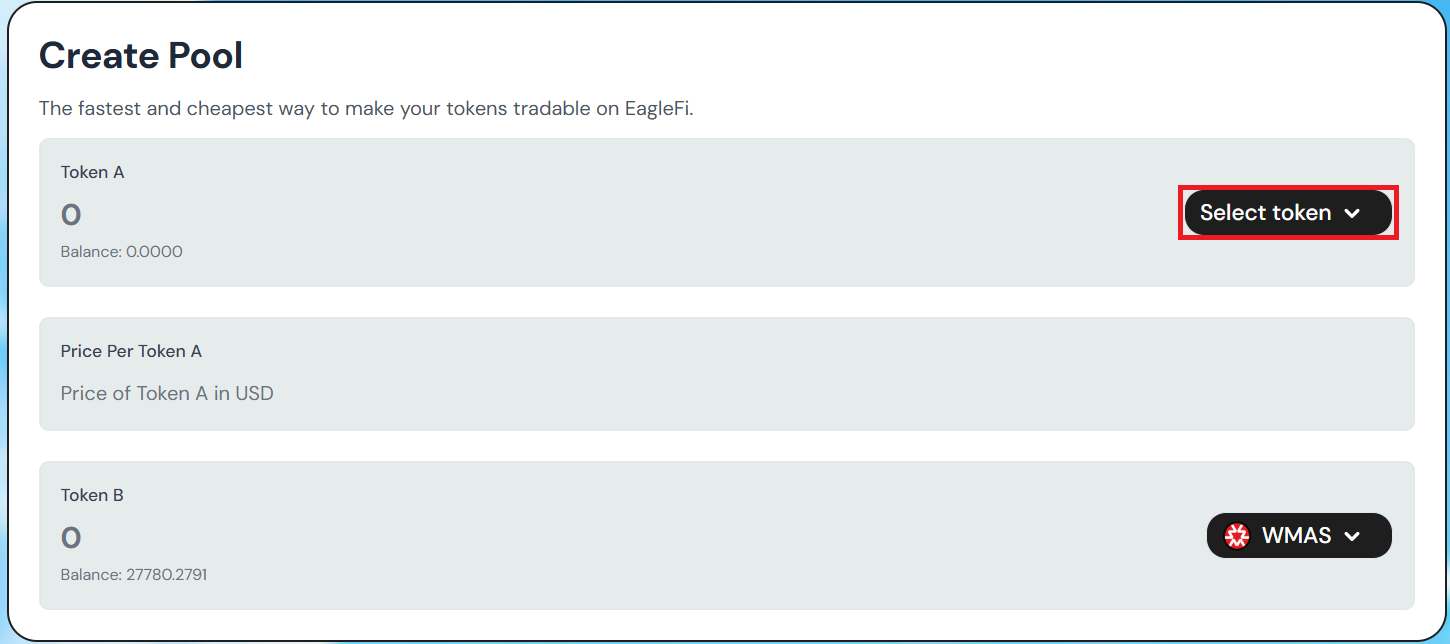 Create Pool
The fastest and cheapest way to make your tokens tradable on EagleFi.
Token A
0
Select token
Balance: 0.0000
Price Per Token A
Price of Token A in USD
Token B
0
WMAS
Balance: 27780.2791